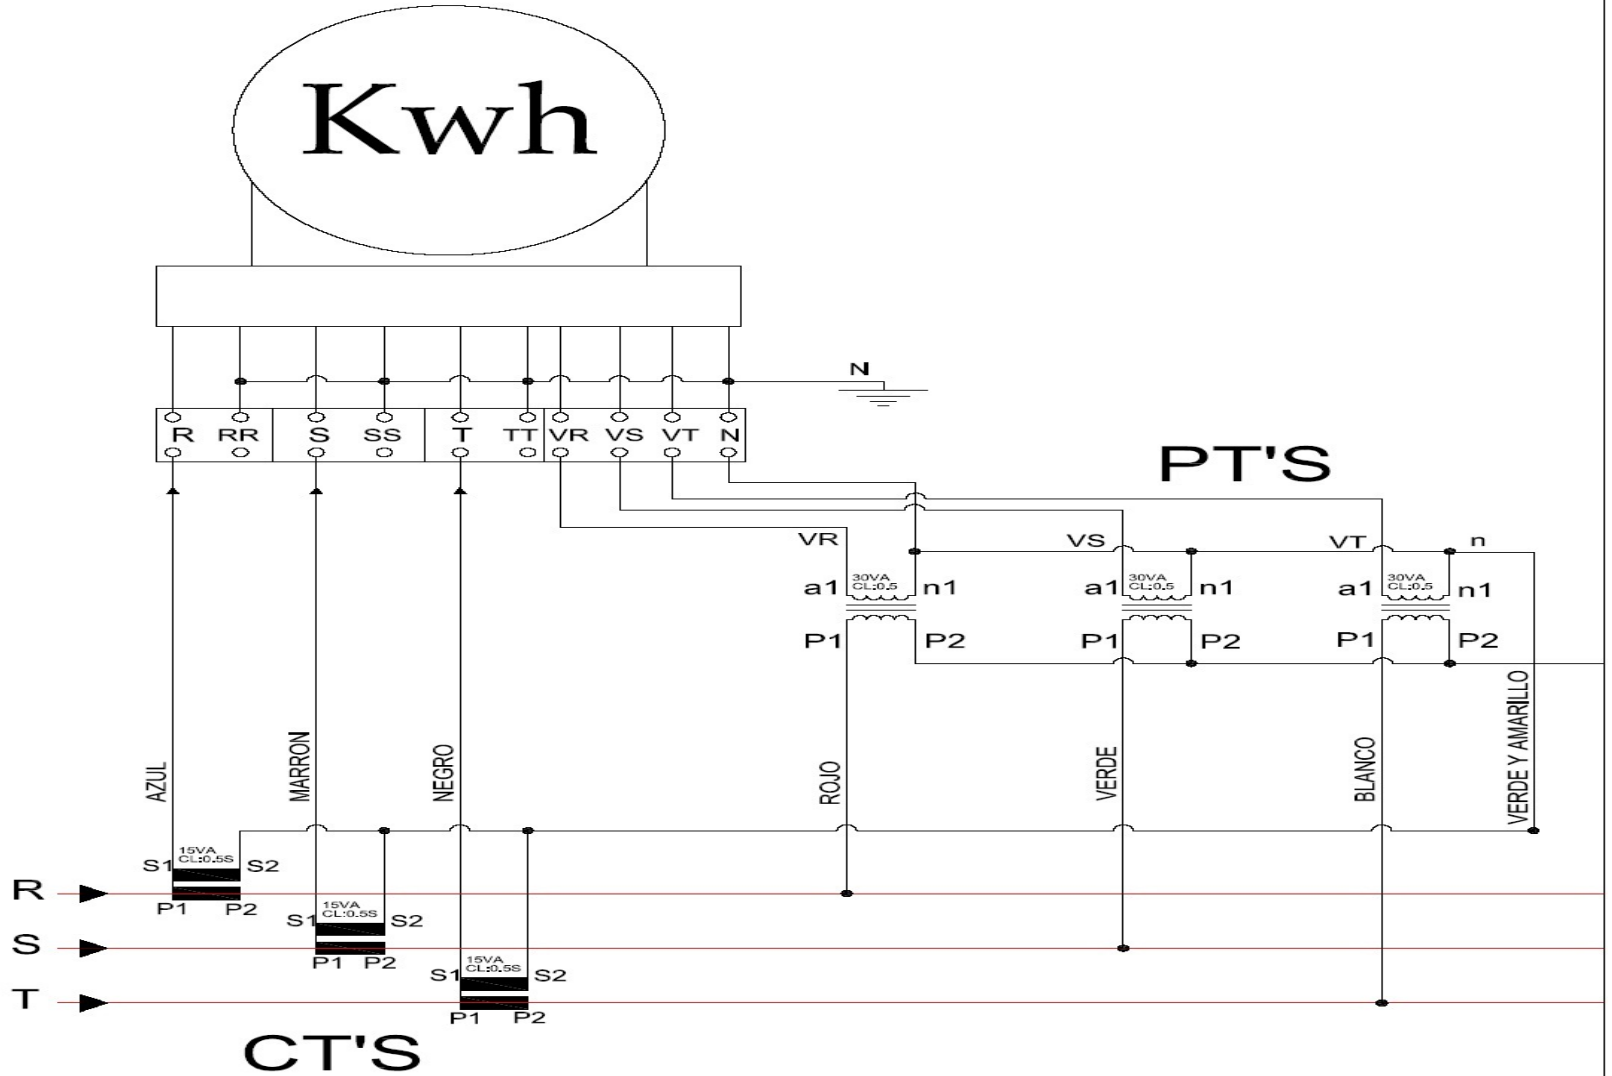 Kwh
N
R RR S SS T TT VR VS VT N
PT'S
VR VS VT n
a1 30VA CL:0.5 n1 a1 30VA CL:0.5 n1 a1 30VA CL:0.5 n1
P1 P2 P1 P2 P1 P2
AZUL
MARRON
NEGRO
ROJO
VERDE
BLANCO
VERDE Y AMARILLO
15VA
CL:0.5S
S1 S2
R
P1 P2
15VA
CL:0.5S
S1 S2
S
P1 P2
15VA
CL:0.5S
S1 S2
T
P1 P2
CT'S